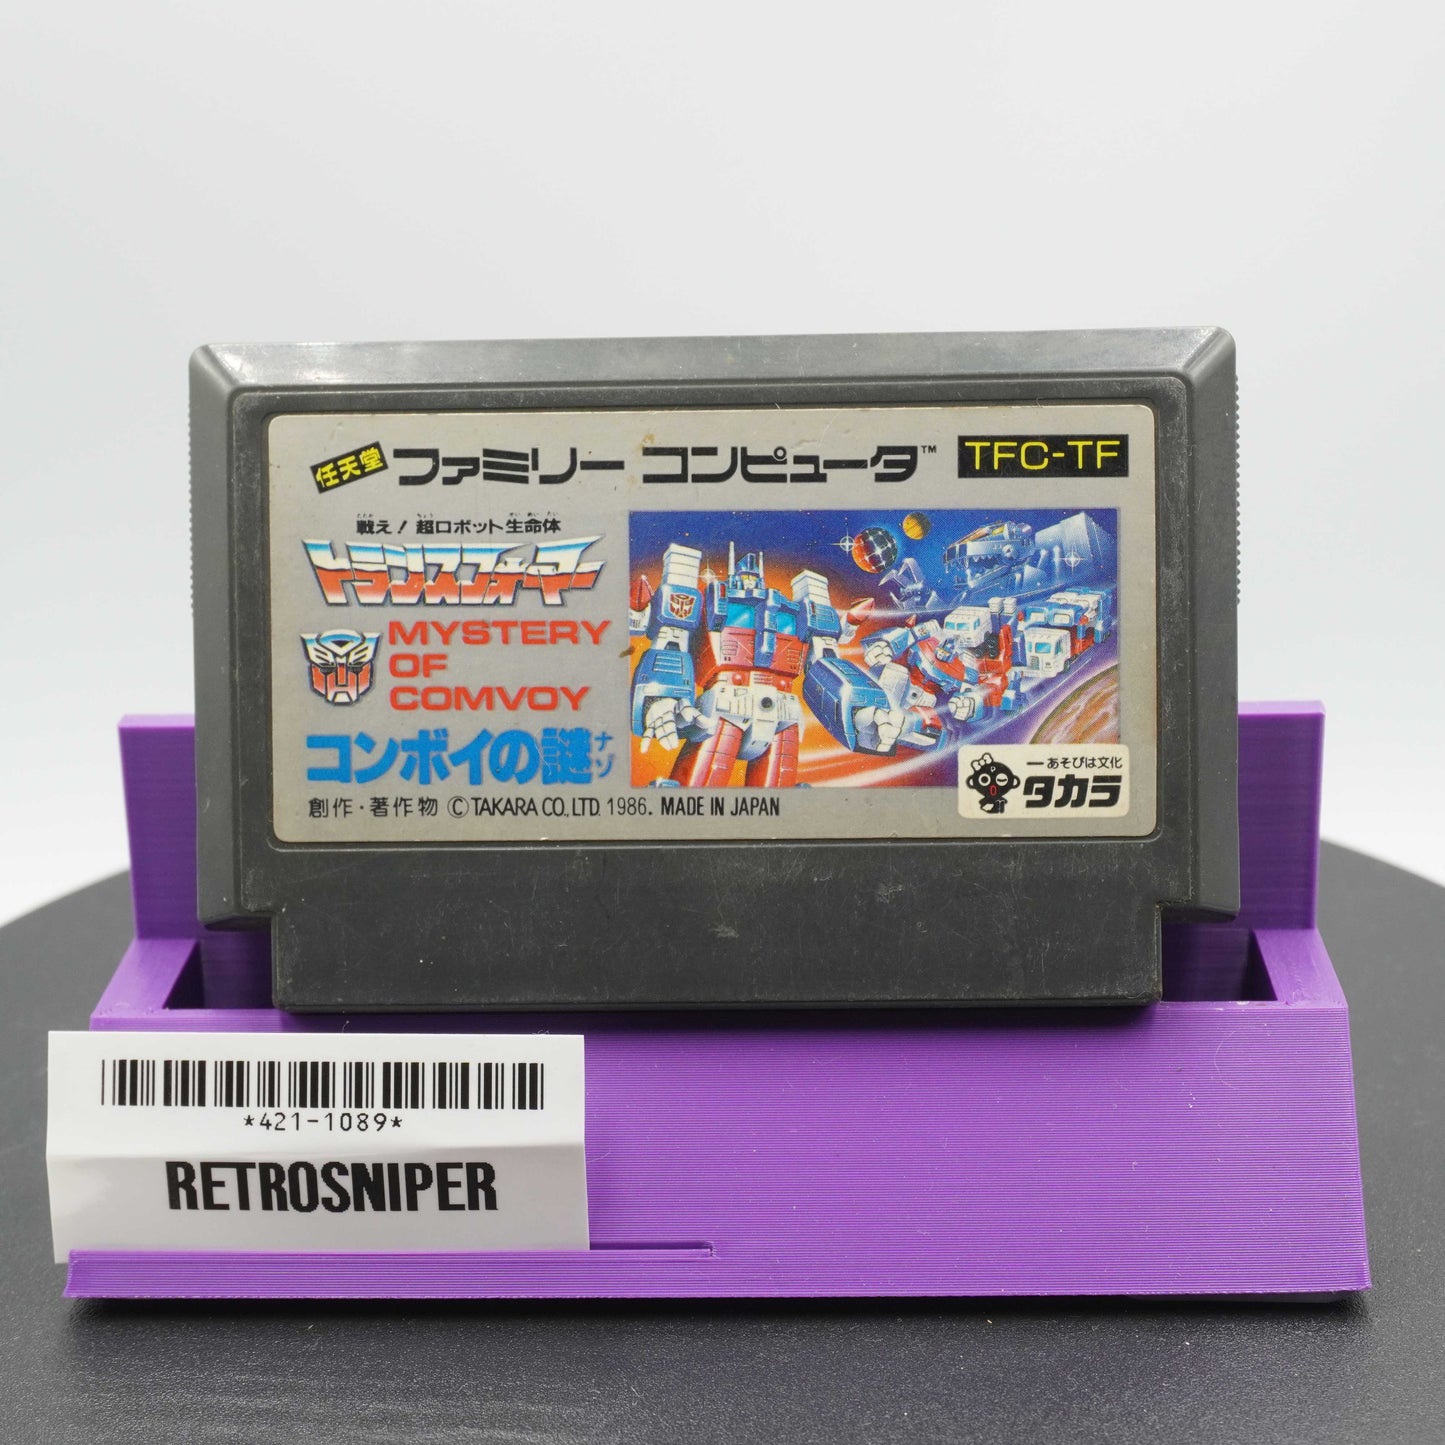 任天堂 ファミリー コンピュータ™
TFC-TF
戦え！超ロボット生命体
トランスフォーマー
MYSTERY
OF
COMVOY
コンボイの謎
ナゾ
創作・著作物 ©TAKARA CO.,LTD. 1986. MADE IN JAPAN
ーあそびは文化
タカラ
*421-1089*
RETROSNIPER